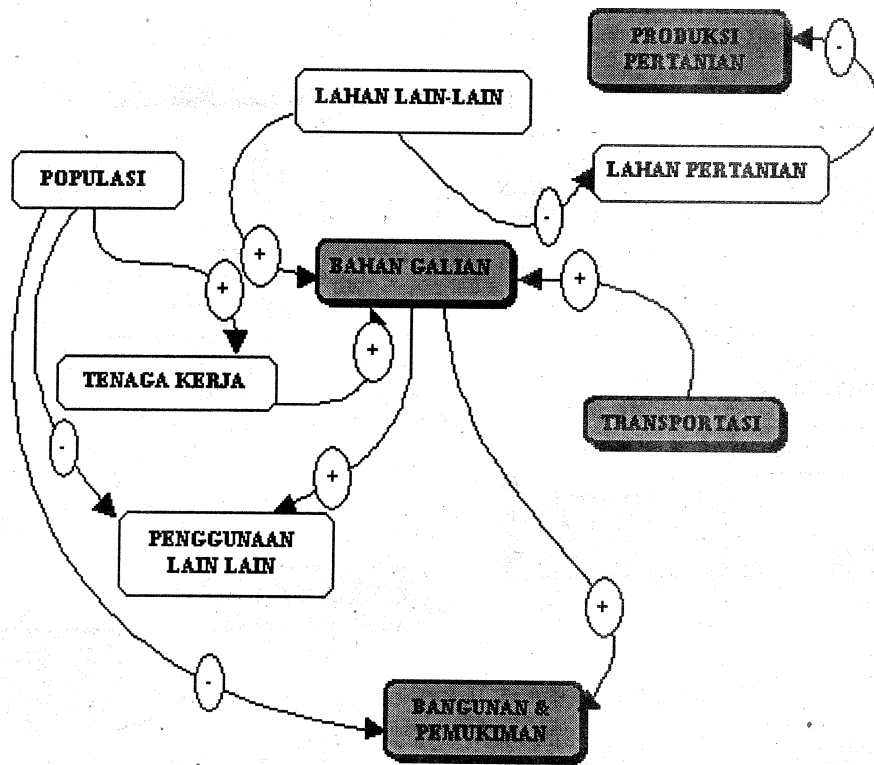 PRODUKSI
PERTANIAN
-
LAHAN LAIN-LAIN
LAHAN PERTANIAN
POPULASI
-
+
BAHAN GALIAN
+
+
+
TENAGA KERJA
TRANSPORTASI
-
+
PENGGUNAAN
LAIN LAIN
+
-
BANGUNAN &
PEMUKIMAN